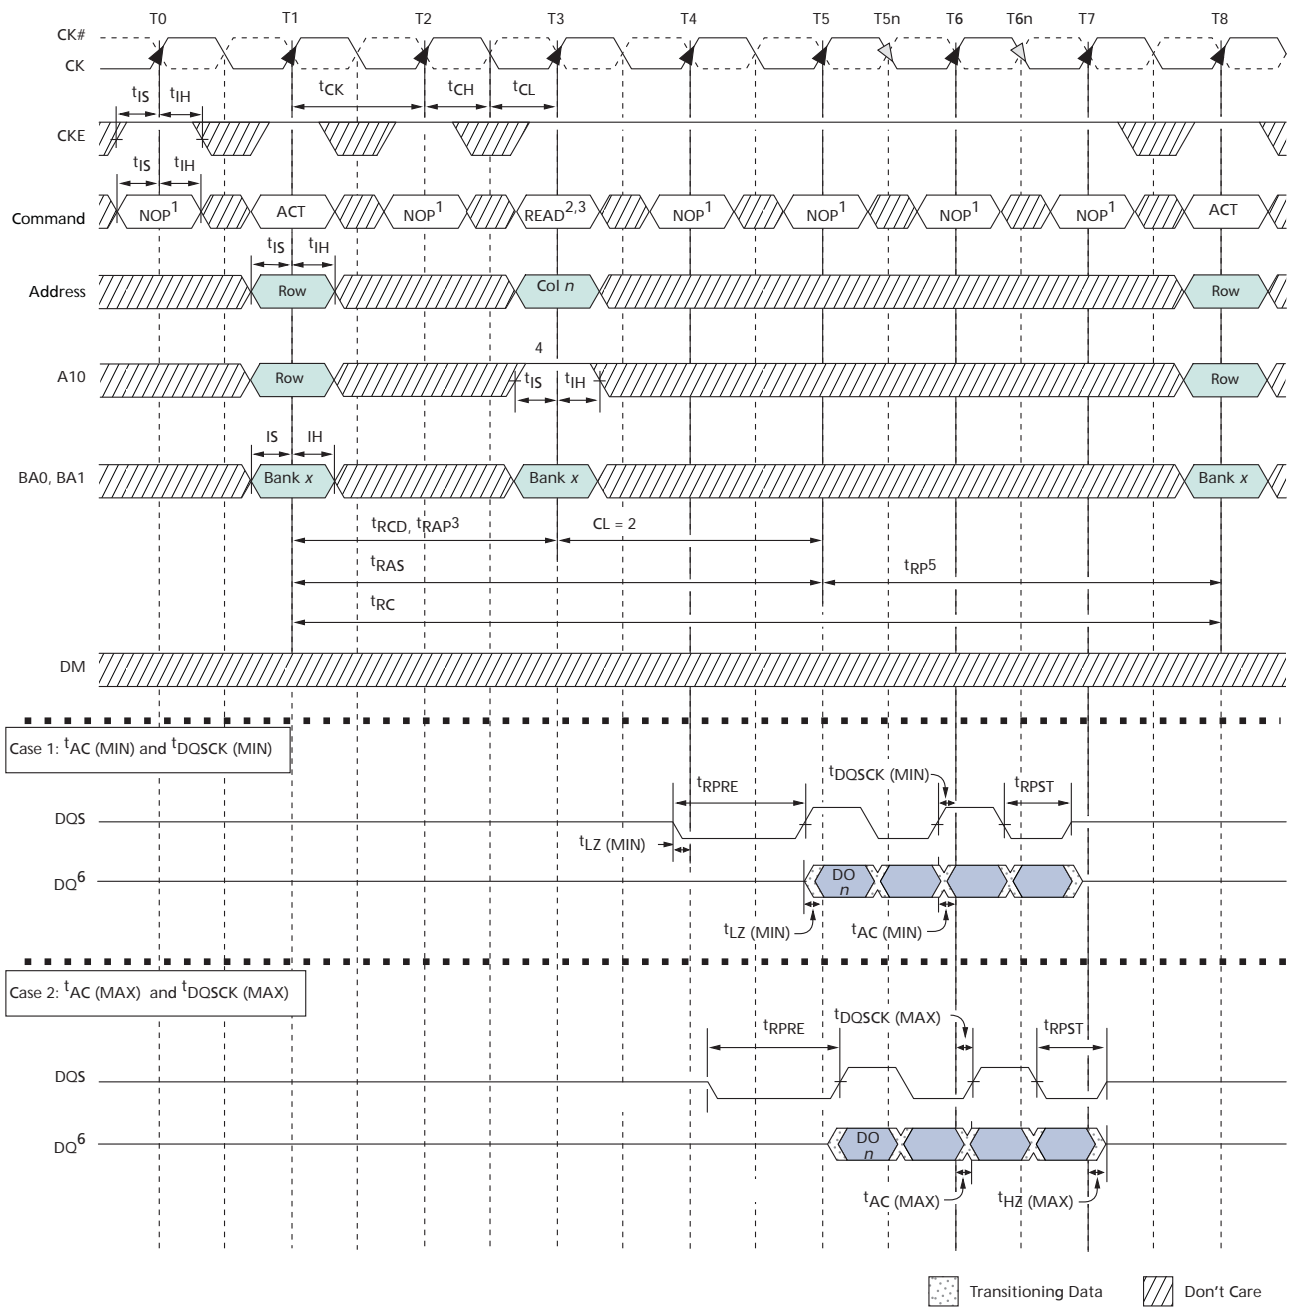 T0 T1 T2 T3 T4 T5 T5n T6 T6n T7 T8
CK#
CK
tCK tCH tCL
tIS tIH
CKE
tIS tIH
Command NOP1 ACT NOP1 READ2,3 NOP1 NOP1 NOP1 NOP1 ACT
tIS tIH
Address Row Col n Row
4
A10 Row tIS tIH Row
IS IH
BA0, BA1 Bank x Bank x Bank x
tRCD, tRAP3 CL = 2
tRAS tRP5
tRC
DM
Case 1: tAC (MIN) and tDQSCK (MIN)
tRPRE tDQSCK (MIN) tRPST
DQS
tLZ (MIN)
DQ6 DO n
tLZ (MIN) tAC (MIN)
Case 2: tAC (MAX) and tDQSCK (MAX)
tRPRE tDQSCK (MAX) tRPST
DQS
DQ6 DO n
tAC (MAX) tHZ (MAX)
Transitioning Data Don't Care